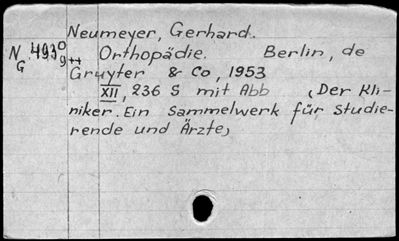 Neumeyer, Gerhard.
N. 4930 Orthopädie. Berlin, de
G 9++ Gruyter & Co, 1953
XII, 236 S mit Abb (Der Kli-
niker. Ein Sammelwerk für Studie-
rende und Ärzte)